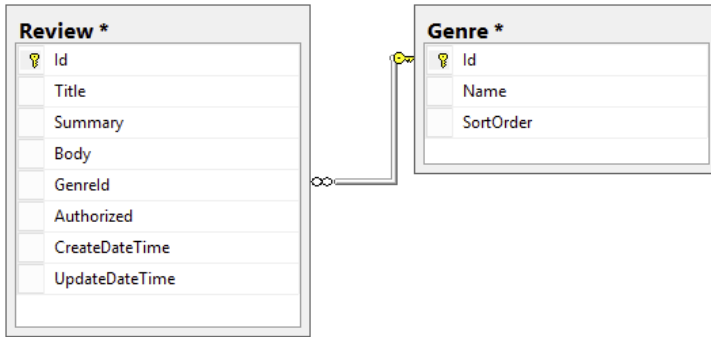 Review *
Id
Title
Summary
Body
GenreId
Authorized
CreateDateTime
UpdateDateTime
Genre *
Id
Name
SortOrder